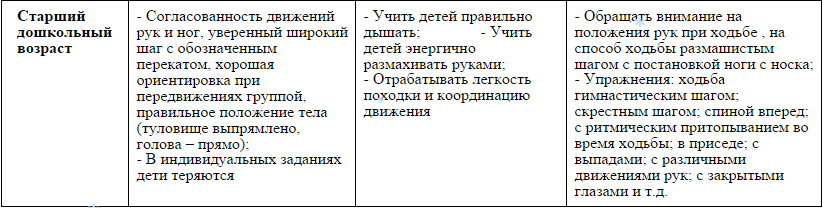 Старший
дошкольный
возраст
- Согласованность движений
рук и ног, уверенный широкий
шаг с обозначенным
перекатом, хорошая
ориентировка при
передвижениях группой,
правильное положение тела
(туловище выпрямлено,
голова – прямо);
- В индивидуальных заданиях
дети теряются
- Учить детей правильно
дышать; - Учить
детей энергично
размахивать руками;
- Отрабатывать легкость
походки и координацию
движения
- Обращать внимание на
положения рук при ходьбе , на
способ ходьбы размашистым
шагом с постановкой ноги с носка;
- Упражнения: ходьба
гимнастическим шагом;
скрестным шагом; спиной вперед;
с ритмическим притопыванием во
время ходьбы; в приседе; с
выпадами; с различными
движениями рук; с закрытыми
глазами и т.д.